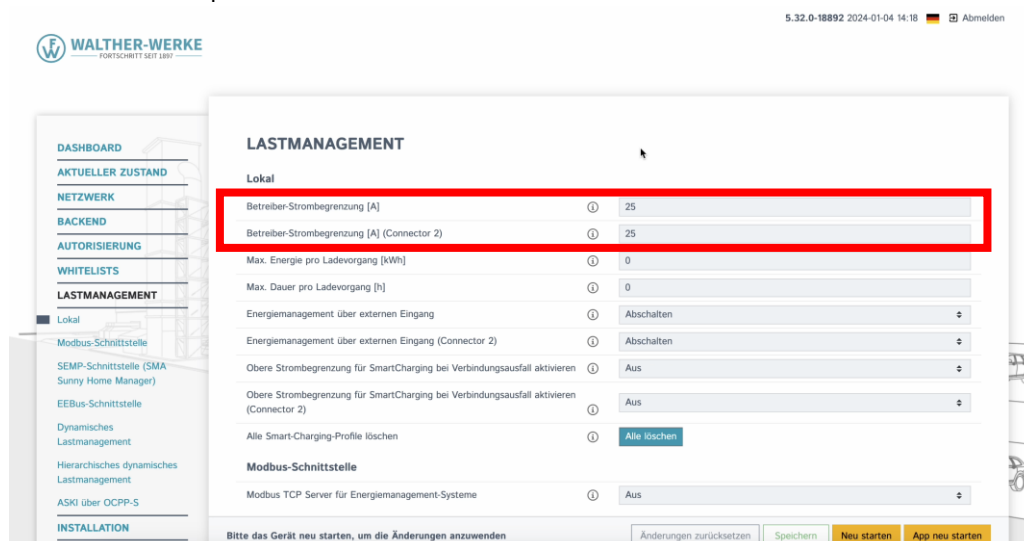 5.32.0-18892 2024-01-04 14:18 Abmelden
WALTHER-WERKE
FORTSCHRITT SEIT 1897
DASHBOARD
AKTUELLER ZUSTAND
NETZWERK
BACKEND
AUTORISIERUNG
WHITELISTS
LASTMANAGEMENT
Lokal
Modbus-Schnittstelle
SEMP-Schnittstelle (SMA
Sunny Home Manager)
EEBus-Schnittstelle
Dynamisches
Lastmanagement
Hierarchisches dynamisches
Lastmanagement
ASKI über OCPP-S
INSTALLATION
LASTMANAGEMENT
Lokal
Betreiber-Strombegrenzung [A] 25
Betreiber-Strombegrenzung [A] (Connector 2) 25
Max. Energie pro Ladevorgang [kWh] 0
Max. Dauer pro Ladevorgang [h] 0
Energiemanagement über externen Eingang Abschalten
Energiemanagement über externen Eingang (Connector 2) Abschalten
Obere Strombegrenzung für SmartCharging bei Verbindungsausfall aktivieren Aus
Obere Strombegrenzung für SmartCharging bei Verbindungsausfall aktivieren
(Connector 2) Aus
Alle Smart-Charging-Profile löschen Alle löschen
Modbus-Schnittstelle
Modbus TCP Server für Energiemanagement-Systeme Aus
Bitte das Gerät neu starten, um die Änderungen anzuwenden Änderungen zurücksetzen Speichern Neu starten App neu starten